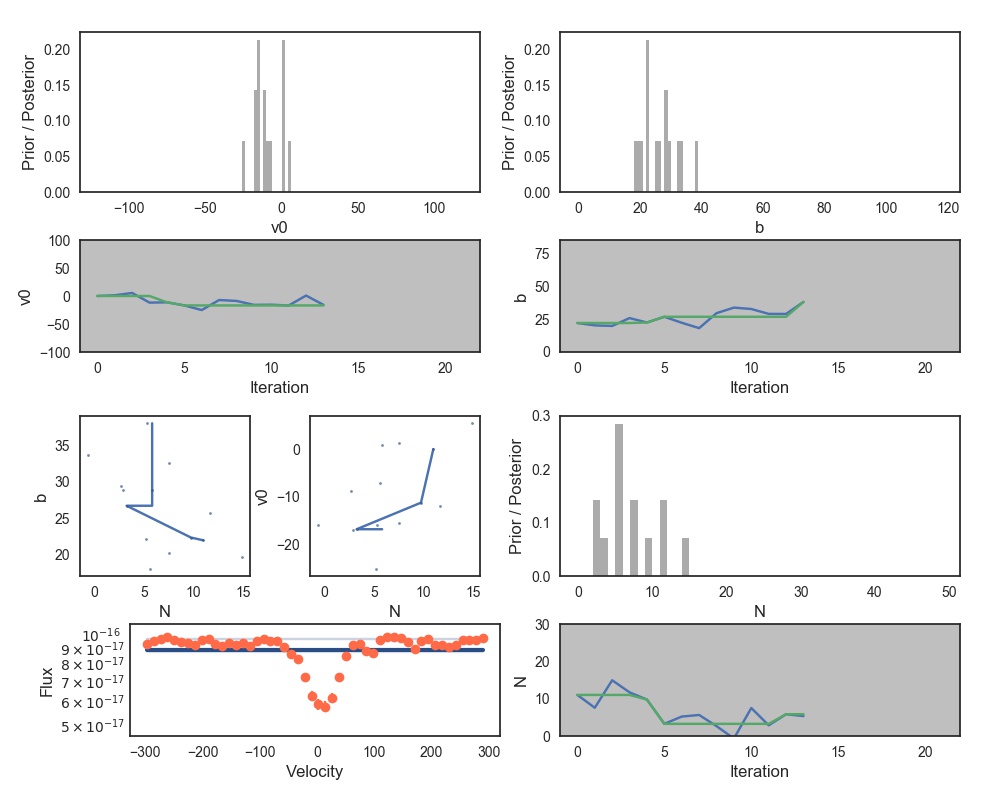 0.20
0.15
0.10
0.05
0.00
Prior / Posterior
−100 −50 0 50 100
v0
0.20
0.15
0.10
0.05
0.00
Prior / Posterior
0 20 40 60 80 100 120
b
100
50
0
−50
−100
v0
0 5 10 15 20
Iteration
75
50
25
0
b
0 5 10 15 20
Iteration
35
30
25
20
b
0 5 10 15
N
0
−10
−20
v0
0 5 10 15
N
0.3
0.2
0.1
0.0
Prior / Posterior
0 10 20 30 40 50
N
10⁻¹⁶
9 × 10⁻¹⁷
8 × 10⁻¹⁷
7 × 10⁻¹⁷
6 × 10⁻¹⁷
5 × 10⁻¹⁷
Flux
−300 −200 −100 0 100 200 300
Velocity
30
20
10
0
N
0 5 10 15 20
Iteration